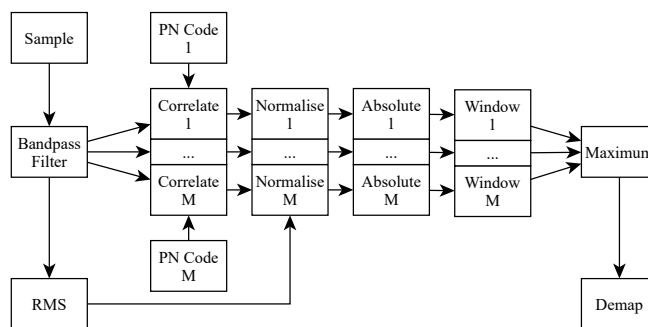 Sample
PN Code
1
Correlate
1
Normalise
1
Absolute
1
Window
1
Bandpass
Filter
...
...
...
...
Maximum
Correlate
M
Normalise
M
Absolute
M
Window
M
PN Code
M
RMS
Demap